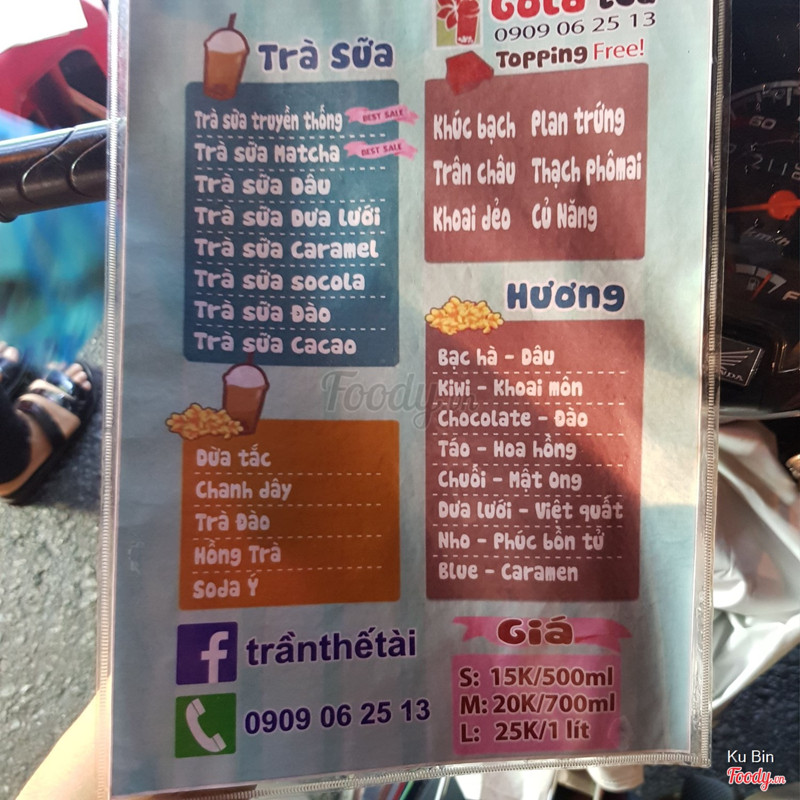 Gold tea
0909 06 25 13
Topping Free!
Khúc bạch Plan trứng
Trân châu Thạch Phômai
Khoai dẻo Củ Năng
Trà sữa
Trà sữa truyền thống BEST SALE
Trà sữa Matcha BEST SALE
Trà sữa Dâu
Trà sữa Dưa lưới
Trà sữa Caramel
Trà sữa socola
Trà sữa Đào
Trà sữa Cacao
Hương
Bạc hà - Dâu
Kiwi - Khoai môn
Chocolate - Đào
Táo - Hoa hồng
Chuối - Mật Ong
Dưa lưới - Việt quất
Nho - Phúc bồn tử
Blue - Caramen
Dừa tắc
Chanh dây
Trà Đào
Hồng Trà
Soda Ý
trầnthếtài
0909 06 25 13
Giá
S: 15K/500ml
M: 20K/700ml
L: 25K/1 lít
Foody.vn
60
km/h
F
HONDA
Ku Bin
Foody.vn